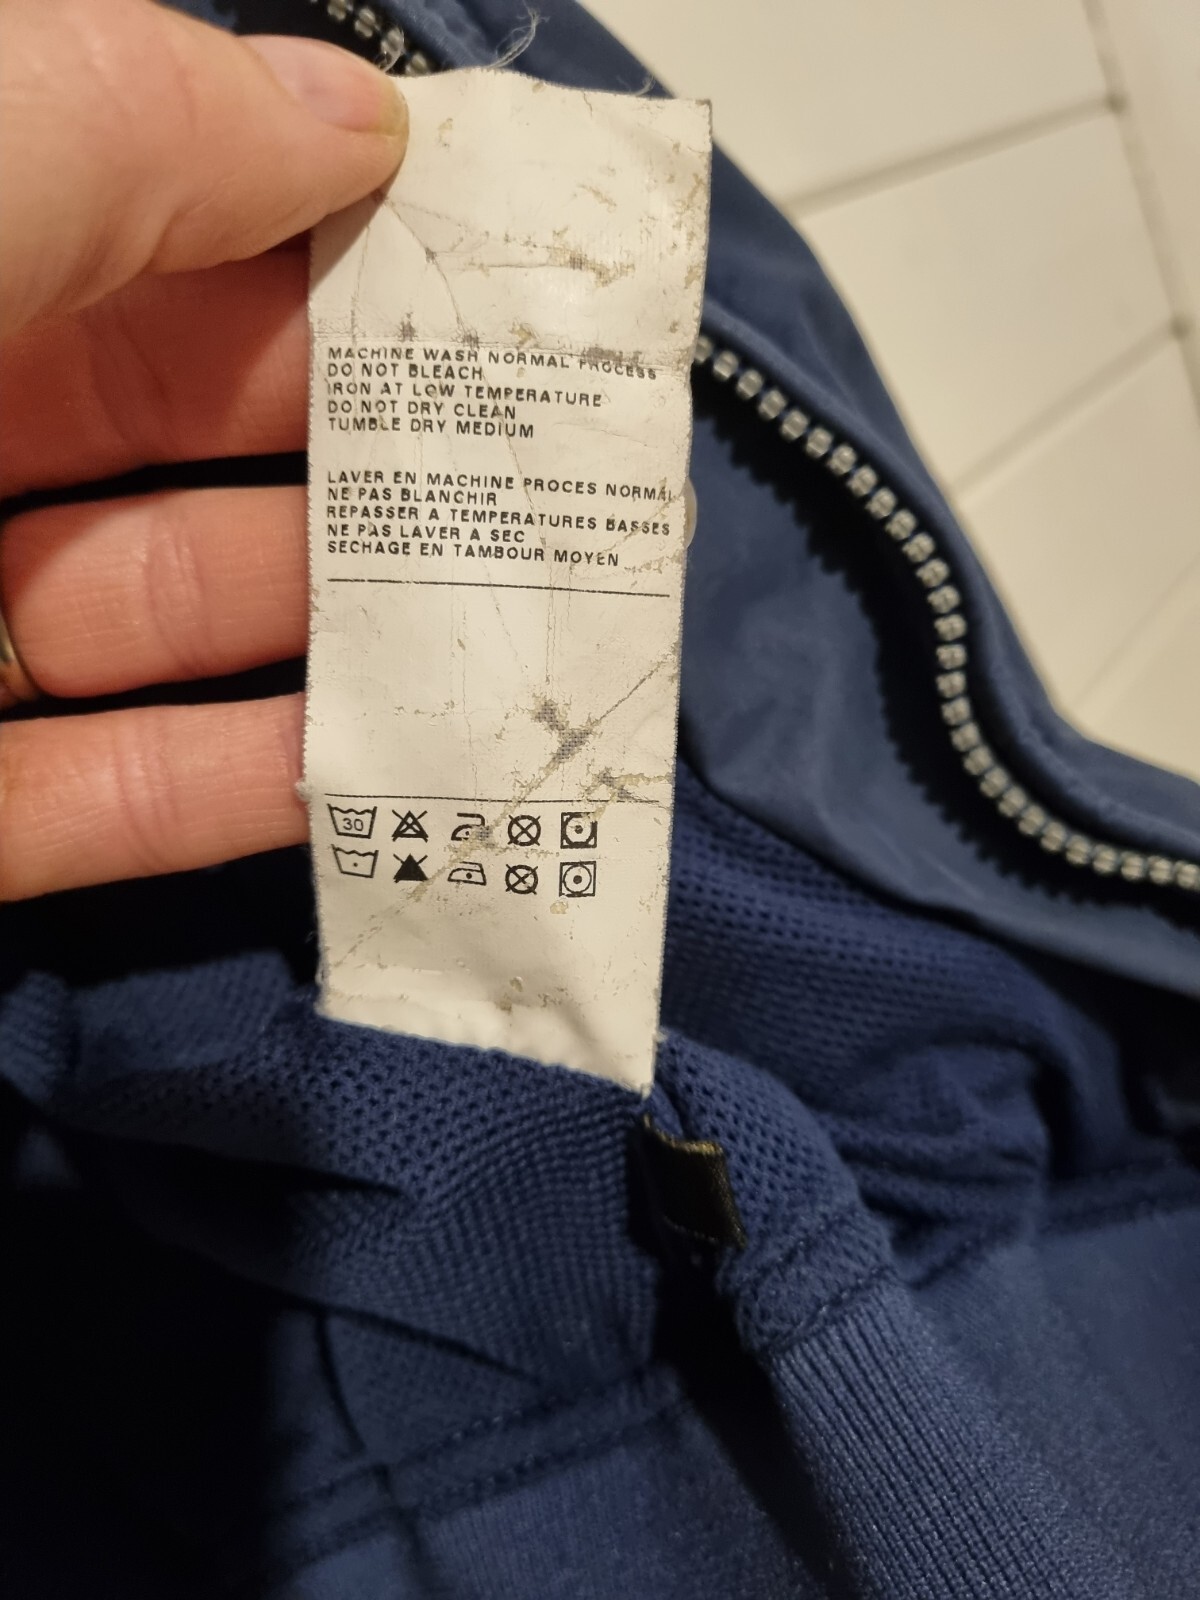 MACHINE WASH NORMAL PROCESS
DO NOT BLEACH
IRON AT LOW TEMPERATURE
DO NOT DRY CLEAN
TUMBLE DRY MEDIUM
LAVER EN MACHINE PROCES NORMAL
NE PAS BLANCHIR
REPASSER A TEMPERATURES BASSES
NE PAS LAVER A SEC
SECHAGE EN TAMBOUR MOYEN
30